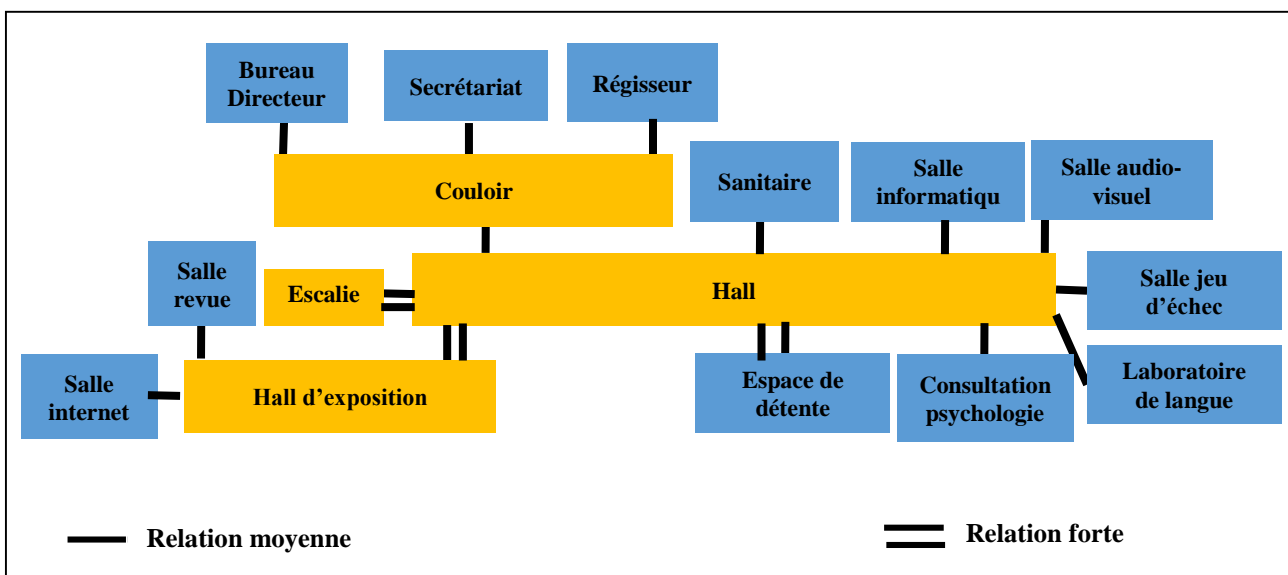 Bureau
Directeur
Secrétariat
Régisseur
Couloir
Sanitaire
Salle
informatiqu
Salle audio-
visuel
Salle
revue
Escalie
Hall
Salle jeu
d’échec
Salle
internet
Hall d’exposition
Espace de
détente
Consultation
psychologie
Laboratoire
de langue
Relation moyenne
Relation forte